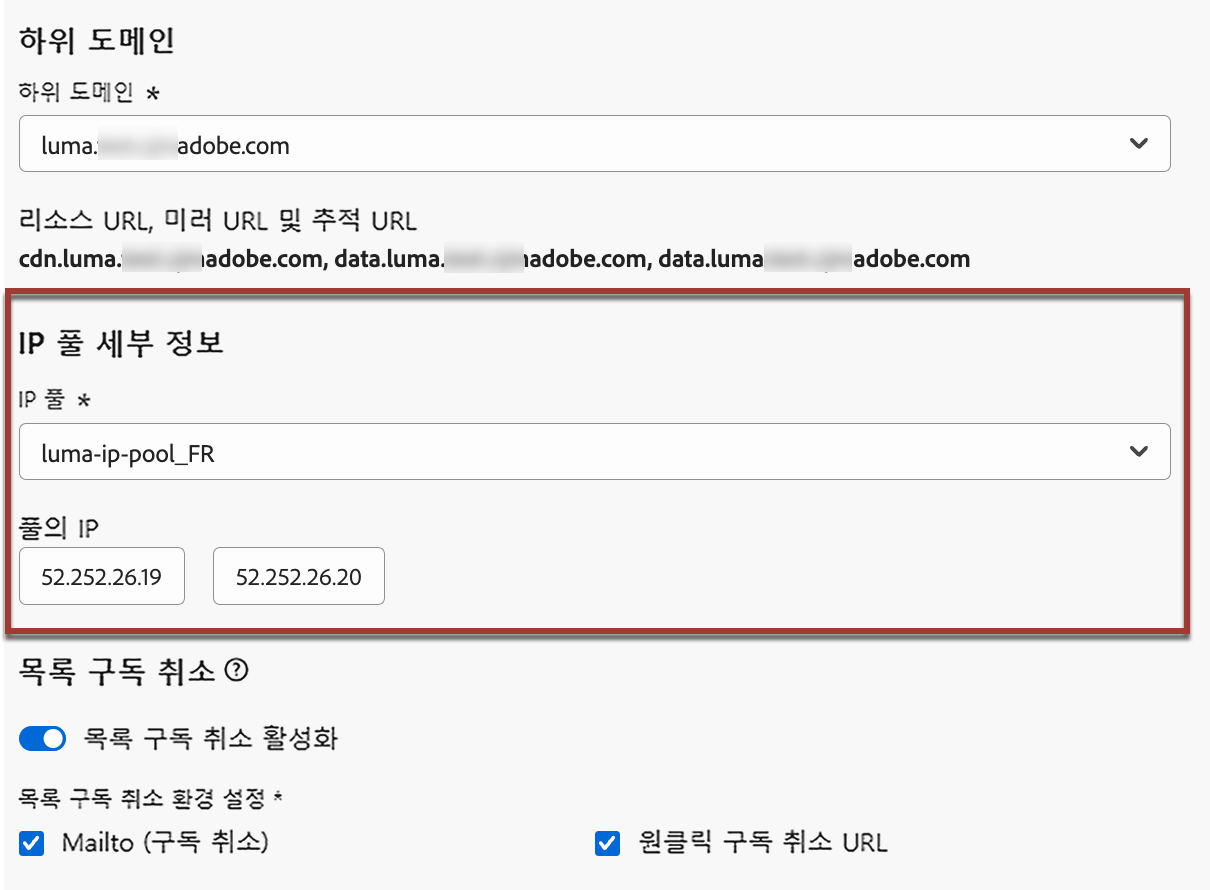 하위 도메인
하위 도메인 *
luma. adobe.com
리소스 URL, 미러 URL 및 추적 URL
cdn.luma. adobe.com, data.luma. adobe.com, data.luma adobe.com
IP 풀 세부 정보
IP 풀 *
luma-ip-pool_FR
풀의 IP
52.252.26.19 52.252.26.20
목록 구독 취소 ?
목록 구독 취소 활성화
목록 구독 취소 환경 설정 *
Mailto (구독 취소) 원클릭 구독 취소 URL